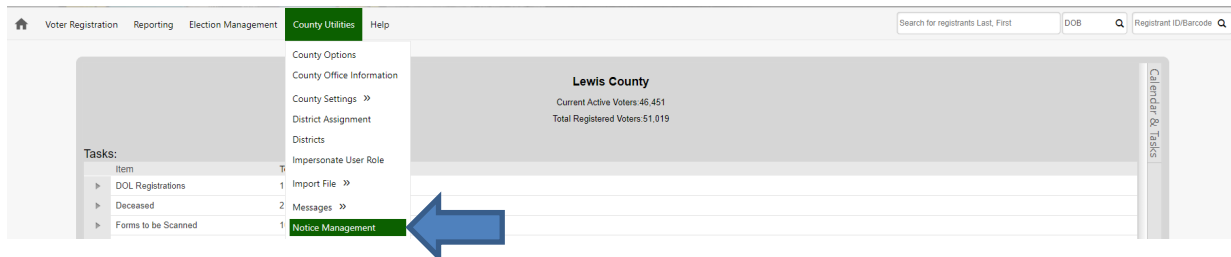 Voter Registration Reporting Election Management County Utilities Help Search for registrants Last, First DOB Registrant ID/Barcode
County Options
County Office Information
County Settings »
District Assignment
Districts
Impersonate User Role
Import File »
Messages »
Notice Management
Lewis County
Current Active Voters:46,451
Total Registered Voters:51,019
Calendar & Tasks
Tasks:
Item
DOL Registrations 1
Deceased 2
Forms to be Scanned 1